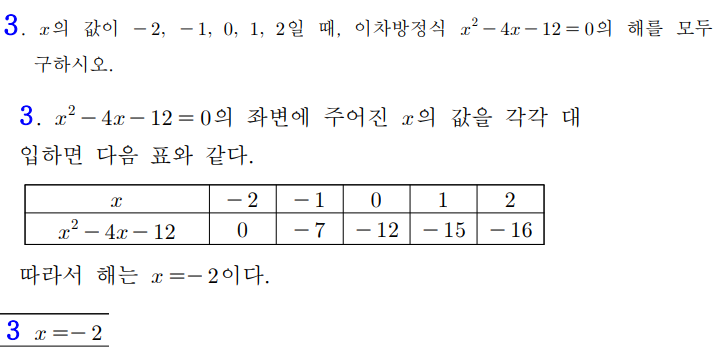 3. x의 값이 −2, −1, 0, 1, 2일 때, 이차방정식 x² − 4x − 12 = 0의 해를 모두
구하시오.
3. x² − 4x − 12 = 0의 좌변에 주어진 x의 값을 각각 대
입하면 다음 표와 같다.
x −2 −1 0 1 2
x² − 4x − 12 0 −7 −12 −15 −16
따라서 해는 x =− 2이다.
3 x =− 2